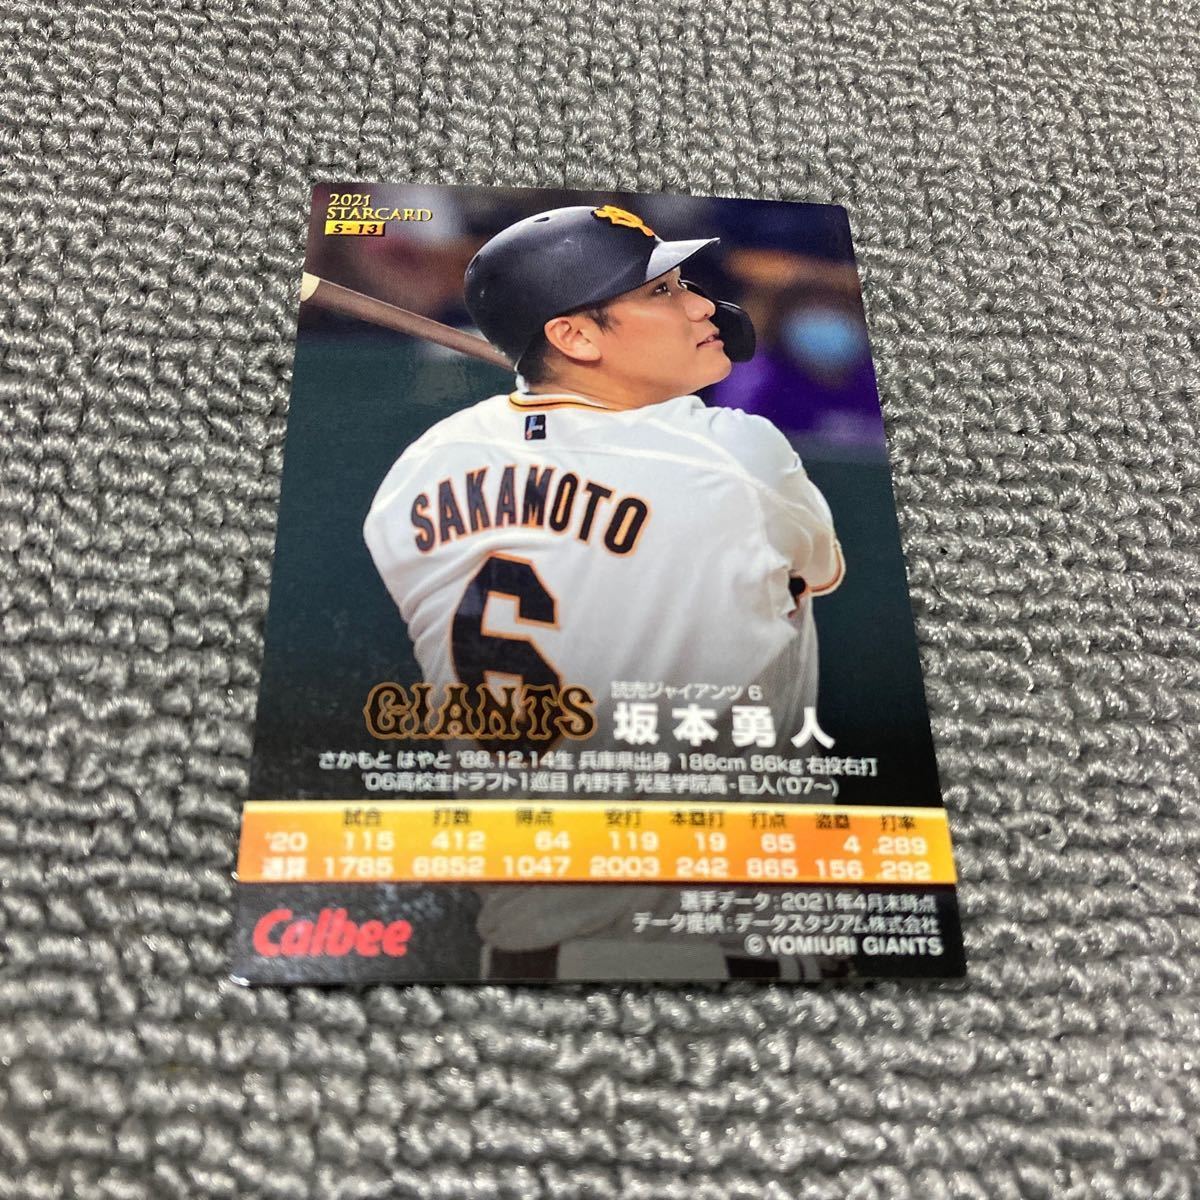 2021
STARCARD
S-13
SAKAMOTO
6
GIANTS
読売ジャイアンツ 6
坂本勇人
さかもと はやと '88.12.14生 兵庫県出身 186cm 86kg 右投右打
'06高校生ドラフト1巡目 内野手 光星学院高-巨人('07〜)
試合 打数 得点 安打 本塁打 打点 盗塁 打率
'20 115 412 64 119 19 65 4 .289
通算 1785 6852 1047 2003 242 865 156 .292
選手データ:2021年4月末時点
データ提供:データスタジアム株式会社
© YOMIURI GIANTS
Calbee